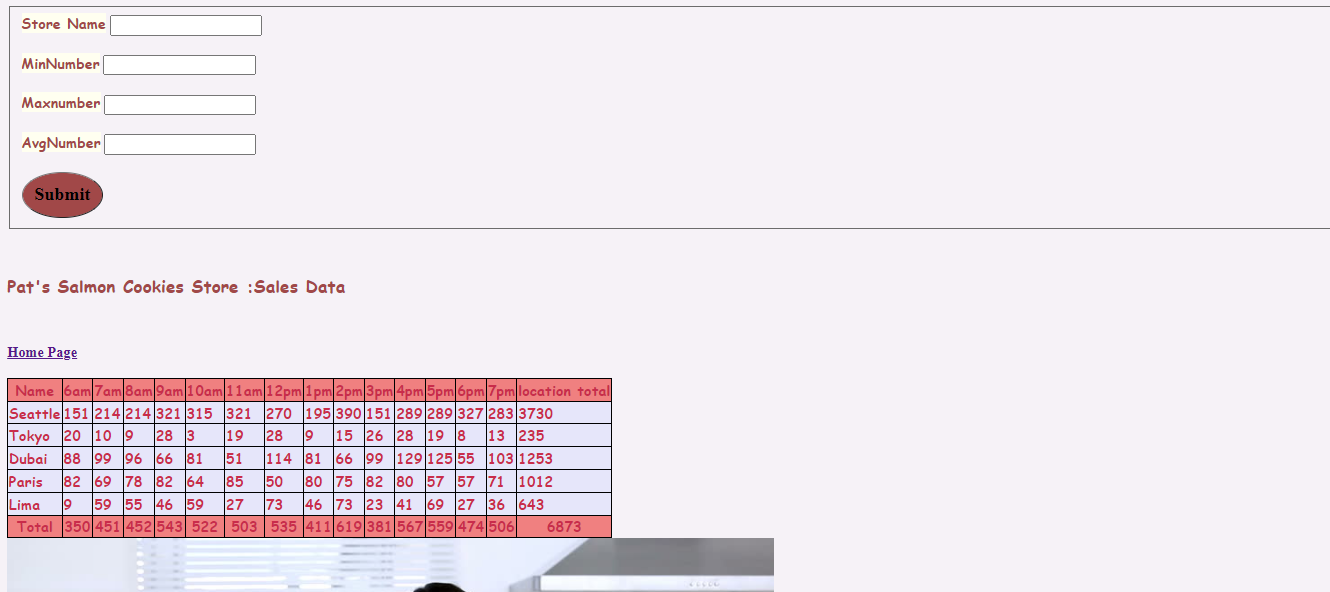 Store Name
MinNumber
Maxnumber
AvgNumber
Submit
Pat's Salmon Cookies Store :Sales Data
Home Page
Name 6am 7am 8am 9am 10am 11am 12pm 1pm 2pm 3pm 4pm 5pm 6pm 7pm location total
Seattle 151 214 214 321 315 321 270 195 390 151 289 289 327 283 3730
Tokyo 20 10 9 28 3 19 28 9 15 26 28 19 8 13 235
Dubai 88 99 96 66 81 51 114 81 66 99 129 125 55 103 1253
Paris 82 69 78 82 64 85 50 80 75 82 80 57 57 71 1012
Lima 9 59 55 46 59 27 73 46 73 23 41 69 27 36 643
Total 350 451 452 543 522 503 535 411 619 381 567 559 474 506 6873